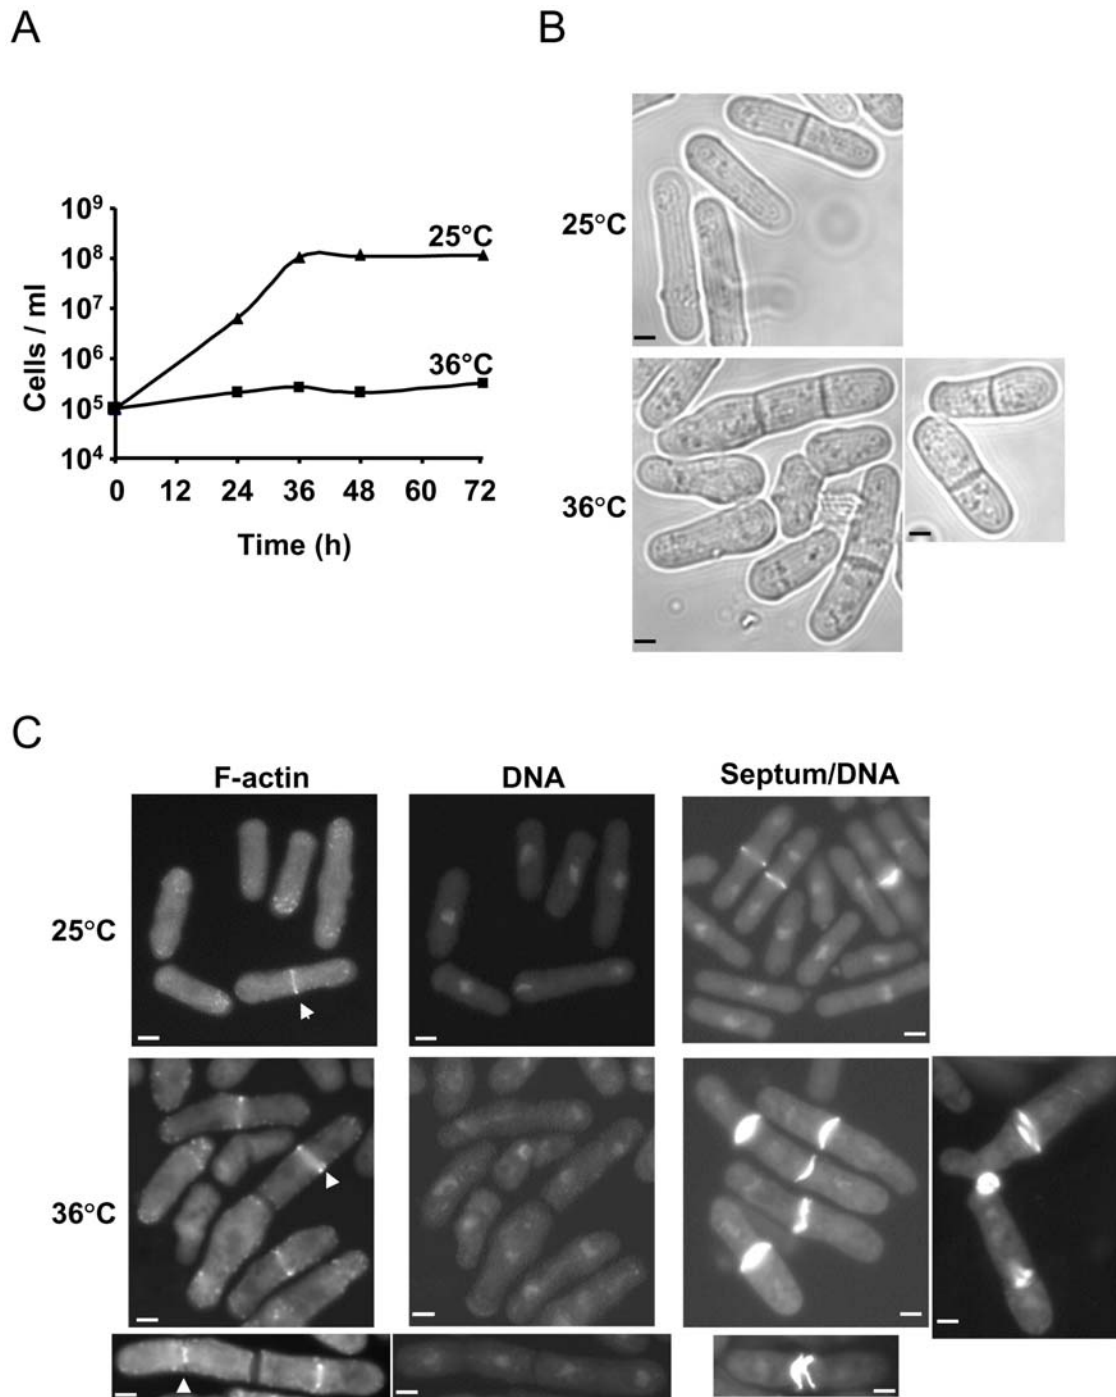 A
B
10⁹
10⁸
10⁷
10⁶
10⁵
10⁴
Cells / ml
25°C
36°C
0 12 24 36 48 60 72
Time (h)
25°C
36°C
C
F-actin DNA Septum/DNA
25°C
36°C